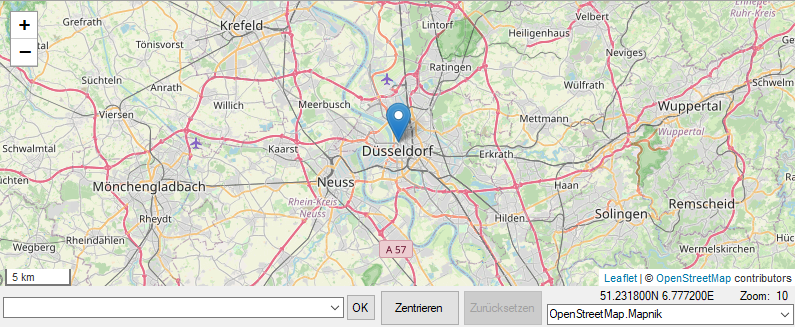 Krefeld
Lintorf
Velbert
Ruhr-Kreis
+
Grefrath
Tönisvorst
Heiligenhaus
−
Ratingen
Neviges
Süchteln
Anrath
Wülfrath
Schwelm
Willich
Meerbusch
Wuppertal
Viersen
Mettmann
Wuppertal
Schwalmtal
Kaarst
Düsseldorf
Erkrath
Neuss
Haan
Mönchengladbach
Rhein-Kreis
Neuss
Remscheid
Rheydt
Hilden
Solingen
Rheindahlen
Wegberg
A 57
Wermelskirchen
5 km
Leaflet | © OpenStreetMap contributors
51.231800N 6.777200E Zoom: 10
OK Zentrieren Zurücksetzen
OpenStreetMap.Mapnik